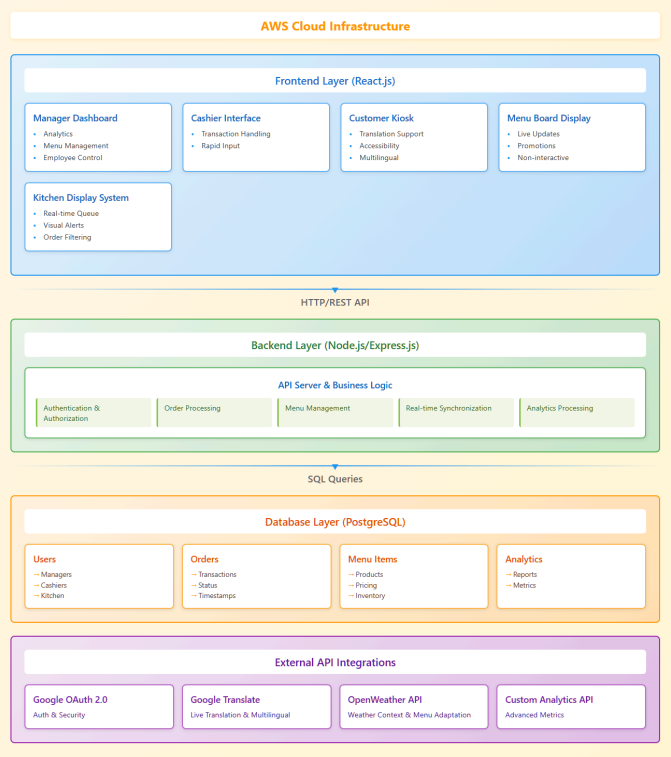 AWS Cloud Infrastructure
Frontend Layer (React.js)
Manager Dashboard
• Analytics
• Menu Management
• Employee Control
Cashier Interface
• Transaction Handling
• Rapid Input
Customer Kiosk
• Translation Support
• Accessibility
• Multilingual
Menu Board Display
• Live Updates
• Promotions
• Non-interactive
Kitchen Display System
• Real-time Queue
• Visual Alerts
• Order Filtering
HTTP/REST API
Backend Layer (Node.js/Express.js)
API Server & Business Logic
Authentication &
Authorization
Order Processing
Menu Management
Real-time Synchronization
Analytics Processing
SQL Queries
Database Layer (PostgreSQL)
Users
→ Managers
→ Cashiers
→ Kitchen
Orders
→ Transactions
→ Status
→ Timestamps
Menu Items
→ Products
→ Pricing
→ Inventory
Analytics
→ Reports
→ Metrics
External API Integrations
Google OAuth 2.0
Auth & Security
Google Translate
Live Translation & Multilingual
OpenWeather API
Weather Context & Menu Adaptation
Custom Analytics API
Advanced Metrics